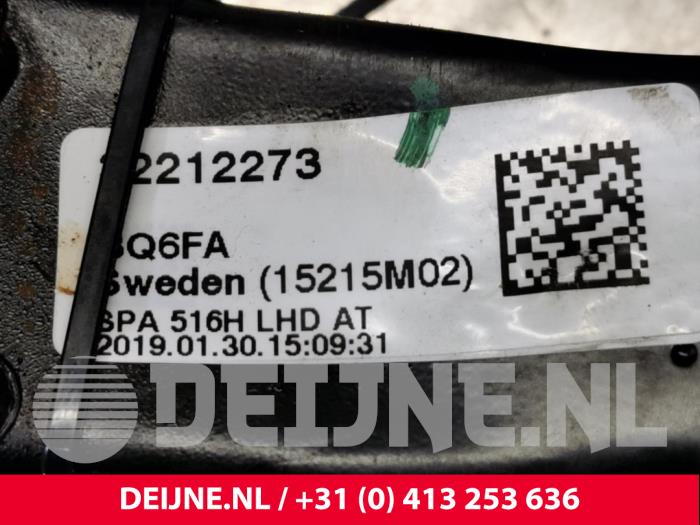 2212273
Q6FA
Sweden (15215M02)
SPA 516H LHD AT
2019.01.30.15:09:31
DEIJNE.NL
DEIJNE.NL / +31 (0) 413 253 636